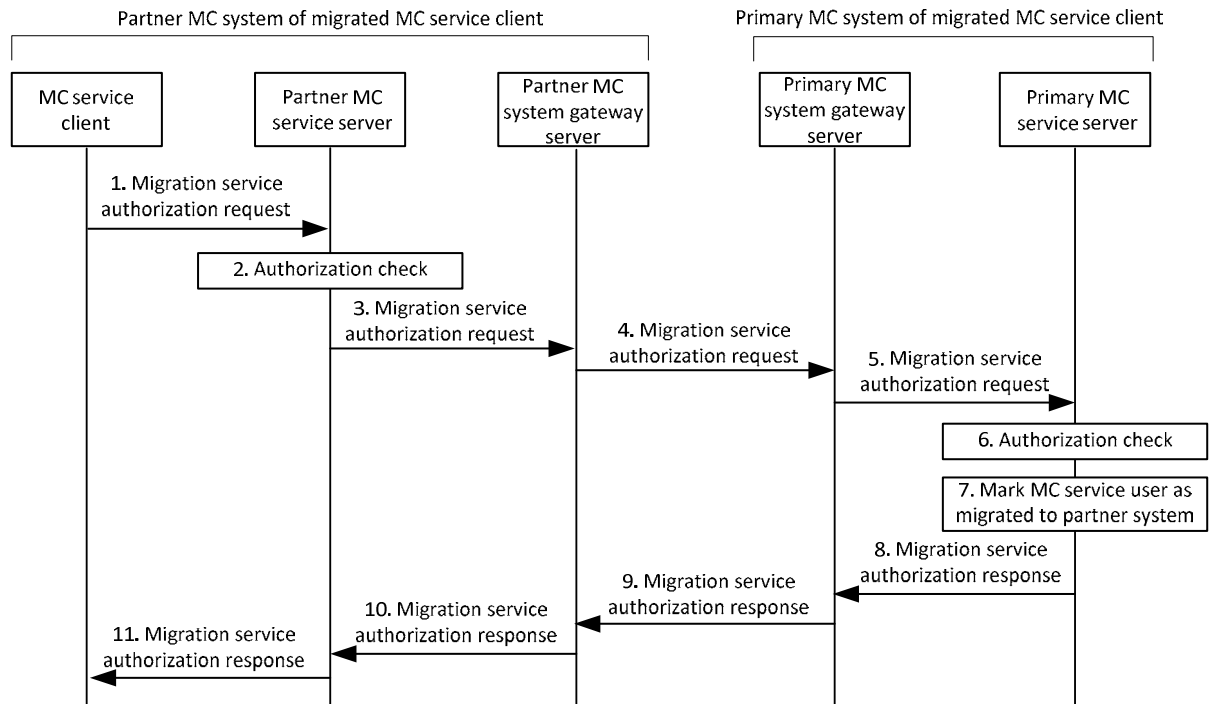 Partner MC system of migrated MC service client
Primary MC system of migrated MC service client
MC service
client
Partner MC
service server
Partner MC
system gateway
server
Primary MC
system gateway
server
Primary MC
service server
1. Migration service
authorization request
2. Authorization check
3. Migration service
authorization request
4. Migration service
authorization request
5. Migration service
authorization request
6. Authorization check
7. Mark MC service user as
migrated to partner system
8. Migration service
authorization response
9. Migration service
authorization response
10. Migration service
authorization response
11. Migration service
authorization response